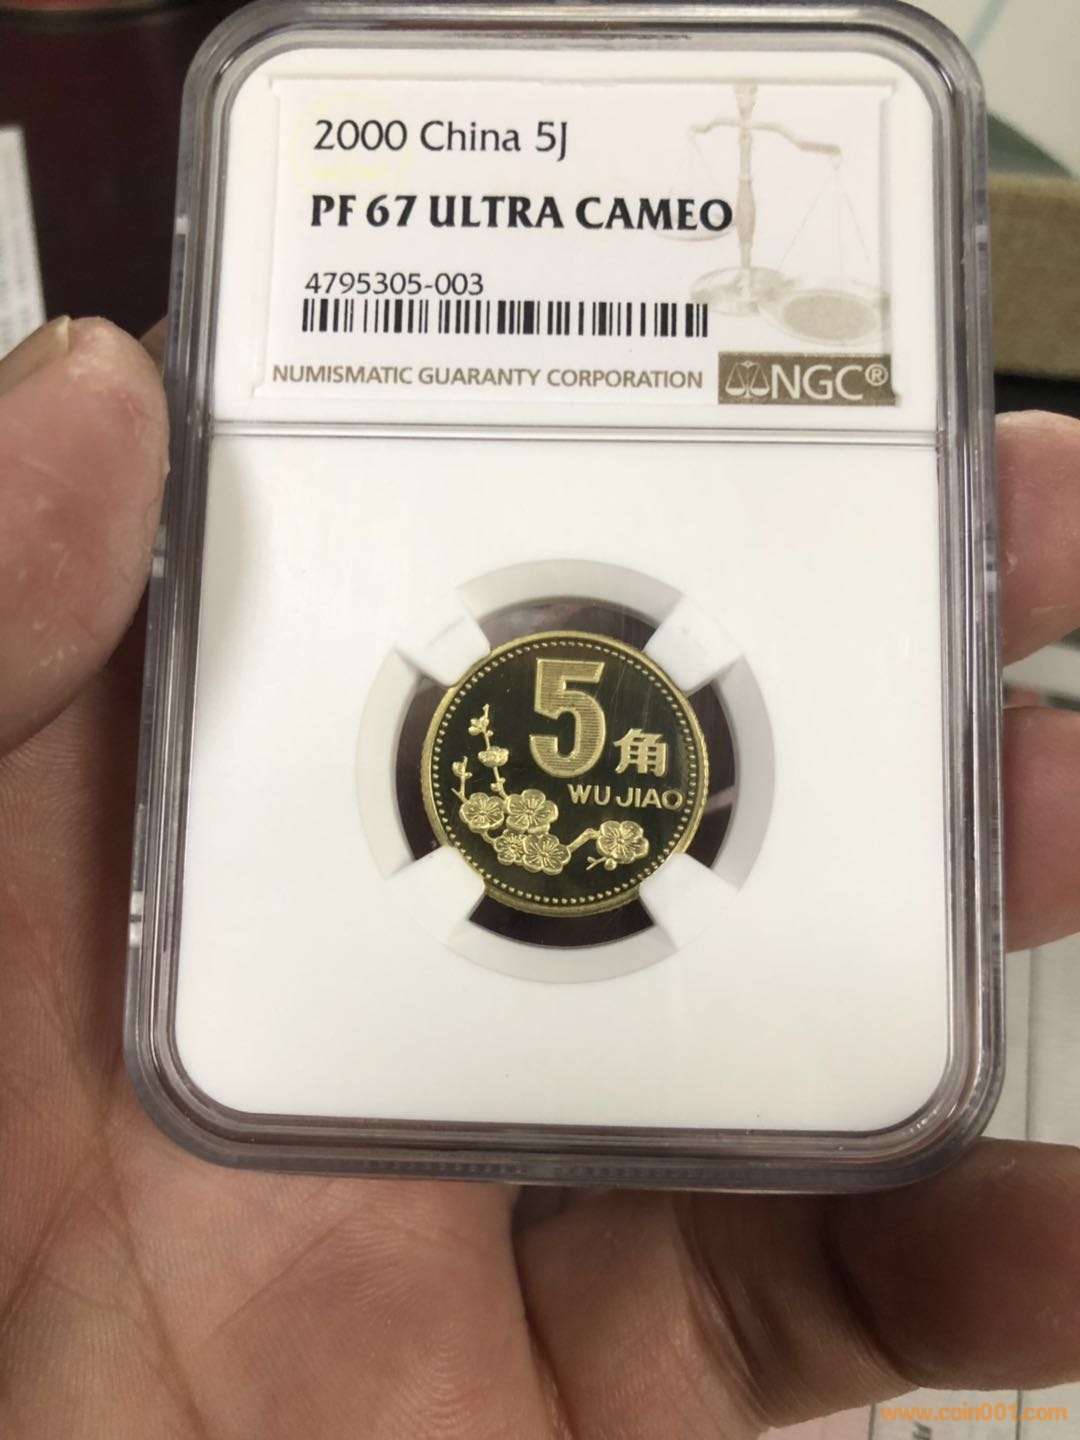 2000 China 5J
PF 67 ULTRA CAMEO
4795305-003
NUMISMATIC GUARANTY CORPORATION
NGC®
5角
WU JIAO
www.coin001.com